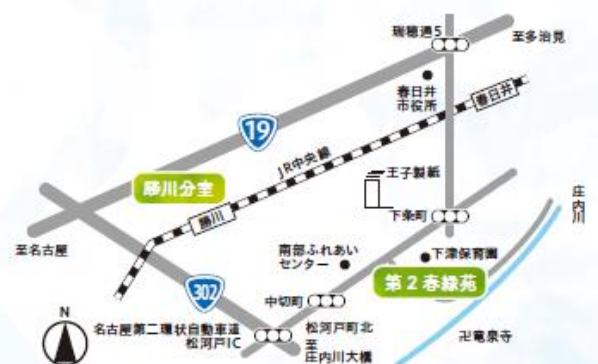 瑞穂通5
至多治見
春日井
市役所
春日井
19
JR中央線
王子製紙
勝川分室
勝川
下条町
庄内川
至名古屋
南部ふれあい
センター
下津保育園
第2春緑苑
302
中切町
N
名古屋第二環状自動車道
松河戸IC
松河戸町北
至
庄内川大橋
卍竜泉寺